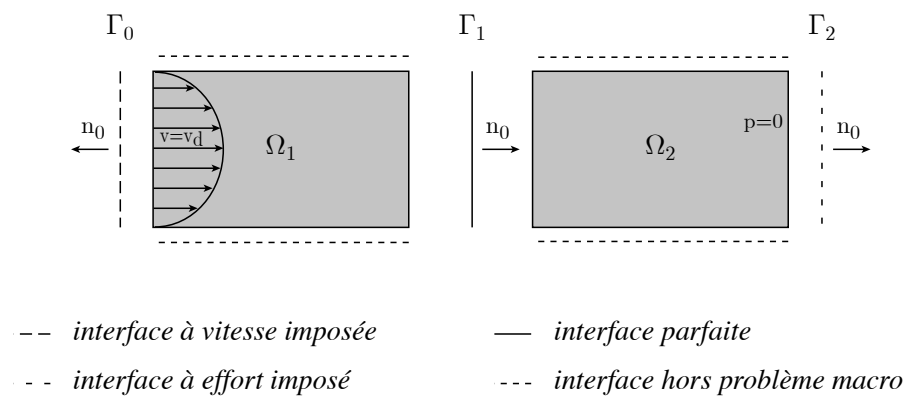 Γ0 Γ1 Γ2
n0 v=vd Ω1 n0 Ω2 p=0 n0
interface à vitesse imposée interface parfaite
interface à effort imposé interface hors problème macro